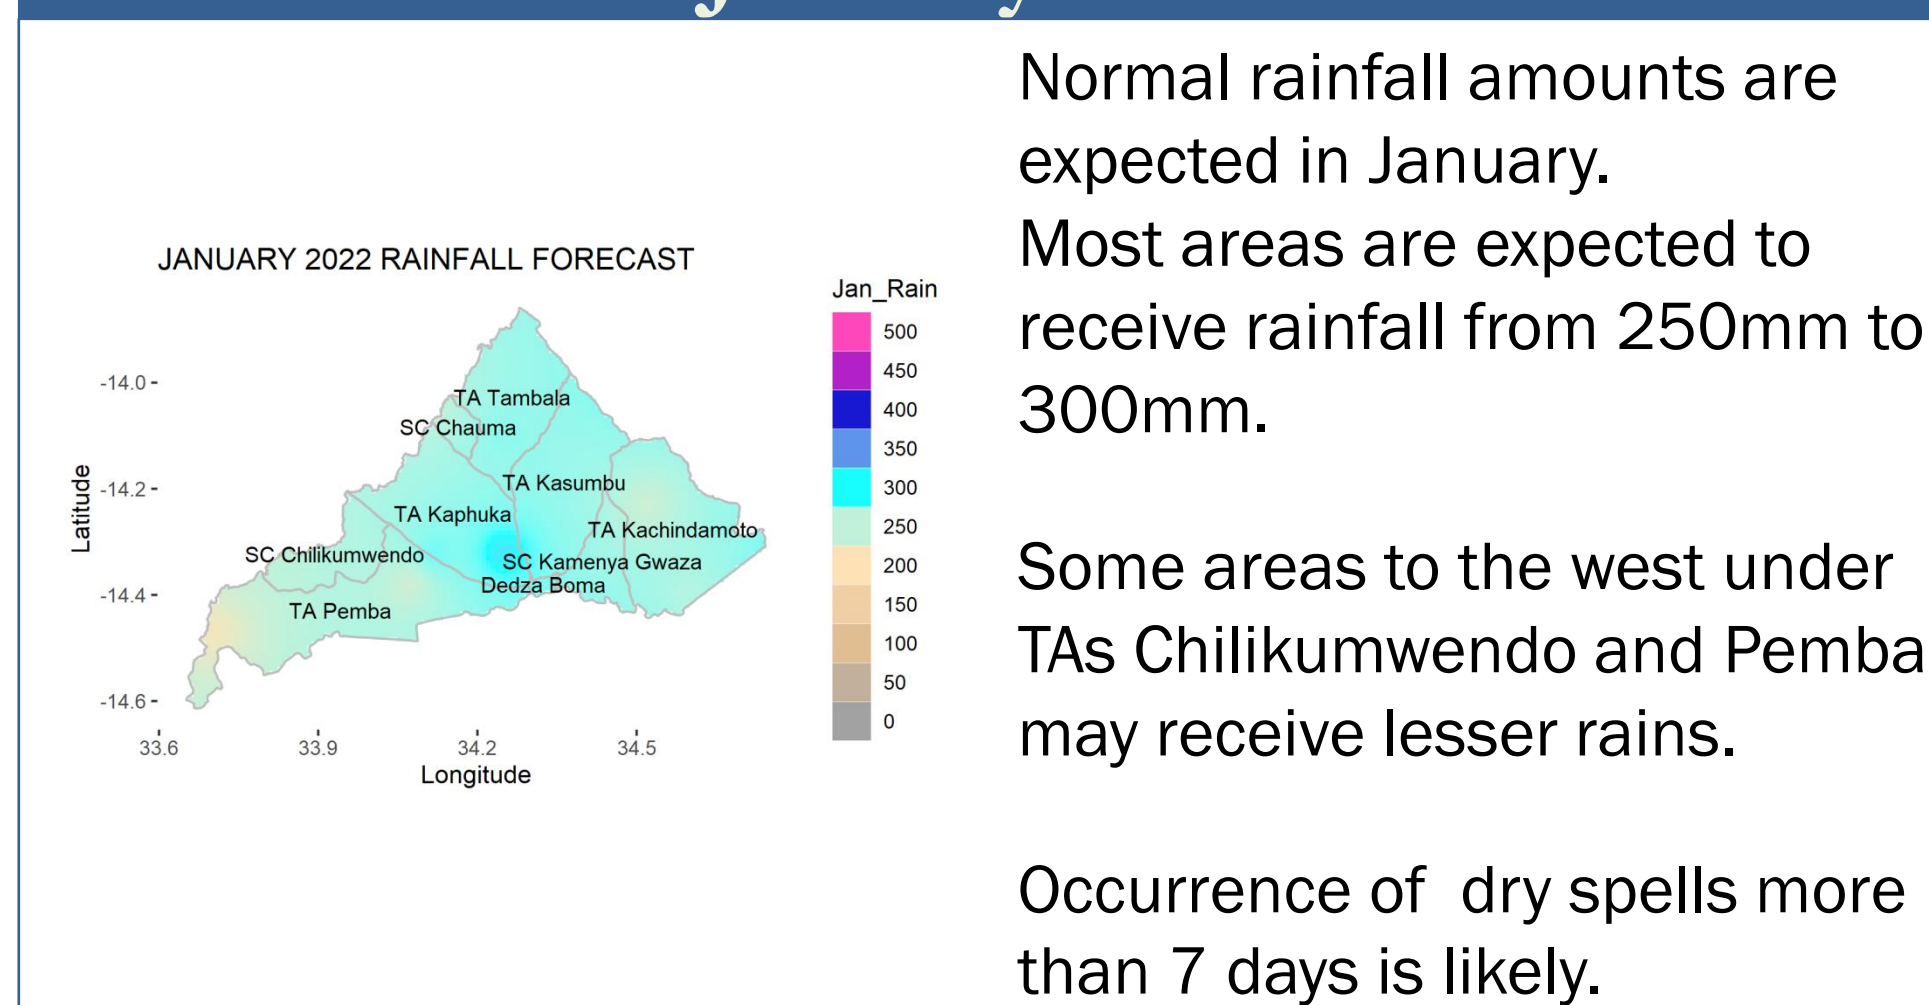 JANUARY 2022 RAINFALL FORECAST
Jan_Rain
500
450
400
350
300
250
200
150
100
50
0
Latitude
-14.0
-14.2
-14.4
-14.6
TA Tambala
SC Chauma
TA Kasumbu
TA Kaphuka
TA Kachindamoto
SC Chilikumwendo
SC Kamenya Gwaza
Dedza Boma
TA Pemba
33.6
33.9
34.2
34.5
Longitude
Normal rainfall amounts are
expected in January.
Most areas are expected to
receive rainfall from 250mm to
300mm.
Some areas to the west under
TAs Chilikumwendo and Pemba
may receive lesser rains.
Occurrence of dry spells more
than 7 days is likely.